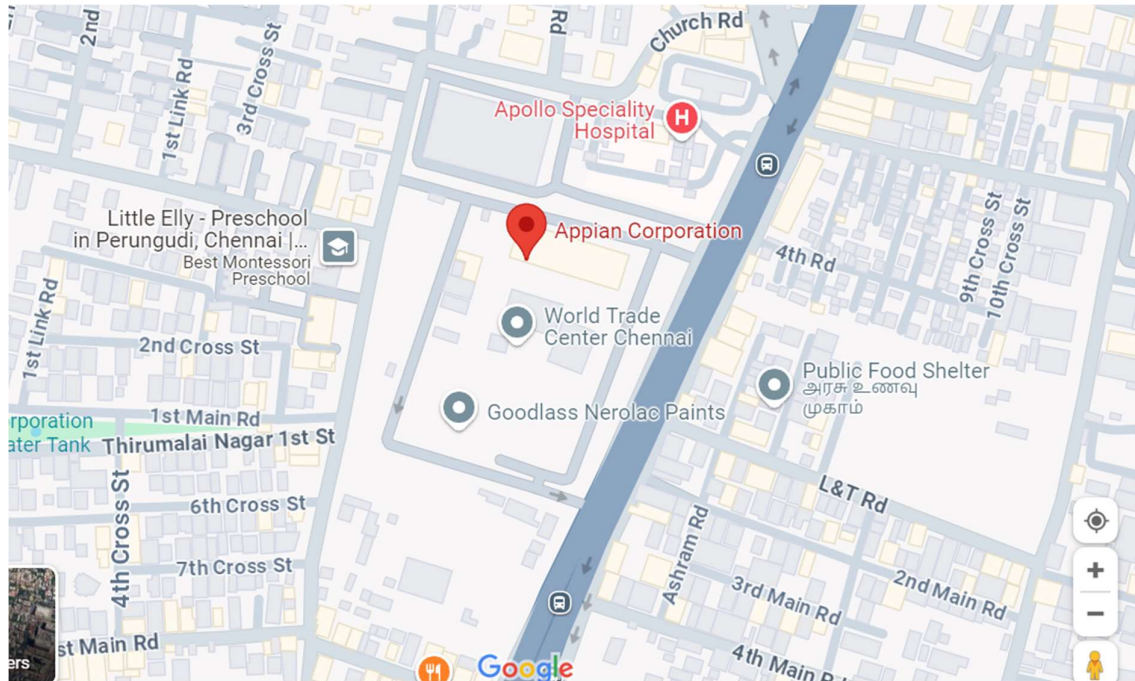 2nd
Rd
Church Rd
1st Link Rd
3rd Cross St
Apollo Speciality
Hospital
H
Little Elly - Preschool
in Perungudi, Chennai |...
Best Montessori
Preschool
Appian Corporation
4th Rd
9th Cross St
10th Cross St
1st Link Rd
2nd Cross St
World Trade
Center Chennai
Public Food Shelter
அரசு உணவு
முகாம்
1st Main Rd
Goodlass Nerolac Paints
rporation
ater Tank
Thirumalai Nagar 1st St
4th Cross St
6th Cross St
L&T Rd
Ashram Rd
7th Cross St
3rd Main Rd
2nd Main Rd
st Main Rd
ers
Google
4th Main R